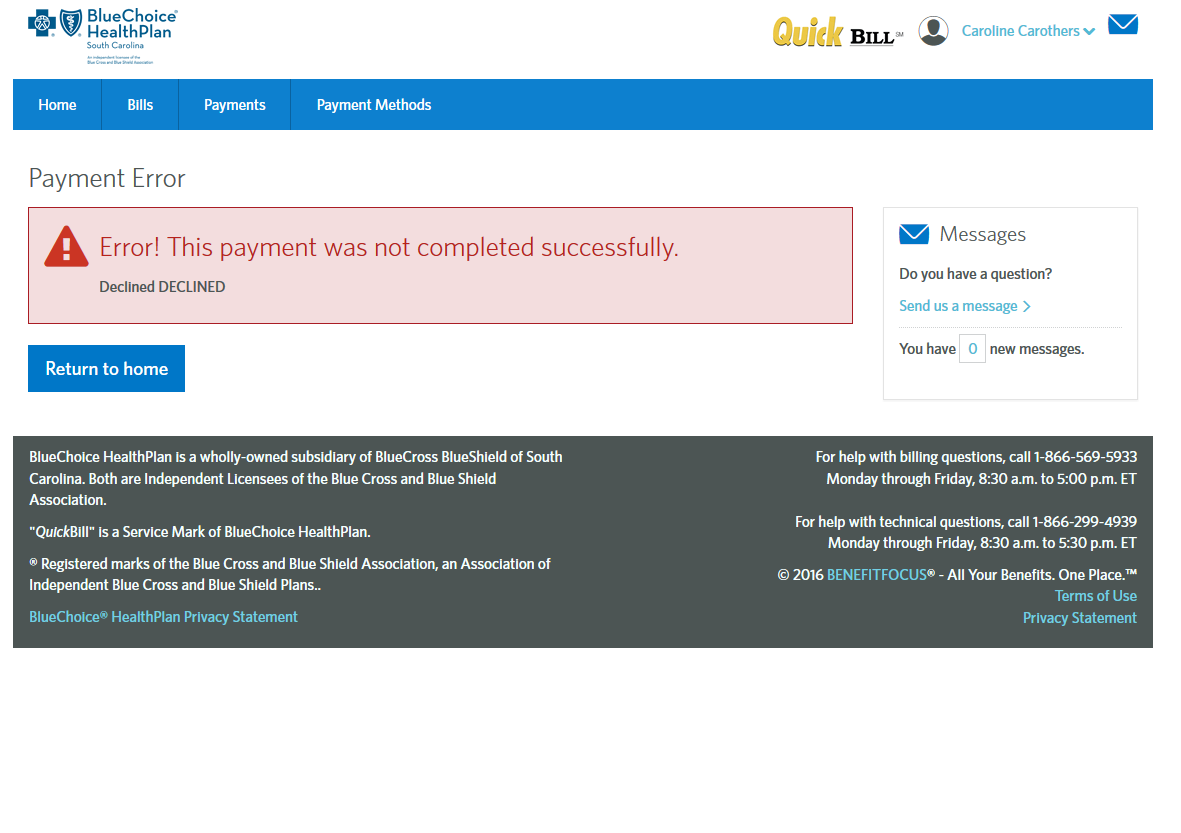 BlueChoice®
HealthPlan
South Carolina
An independent licensee of the
Blue Cross and Blue Shield Association
Quick BILL℠
Caroline Carothers
Home
Bills
Payments
Payment Methods
Payment Error
Error! This payment was not completed successfully.
Declined DECLINED
Return to home
Messages
Do you have a question?
Send us a message
You have 0 new messages.
BlueChoice HealthPlan is a wholly-owned subsidiary of BlueCross BlueShield of South
Carolina. Both are Independent Licensees of the Blue Cross and Blue Shield
Association.
"QuickBill" is a Service Mark of BlueChoice HealthPlan.
® Registered marks of the Blue Cross and Blue Shield Association, an Association of
Independent Blue Cross and Blue Shield Plans..
BlueChoice® HealthPlan Privacy Statement
For help with billing questions, call 1-866-569-5933
Monday through Friday, 8:30 a.m. to 5:00 p.m. ET
For help with technical questions, call 1-866-299-4939
Monday through Friday, 8:30 a.m. to 5:30 p.m. ET
© 2016 BENEFITFOCUS® - All Your Benefits. One Place.™
Terms of Use
Privacy Statement